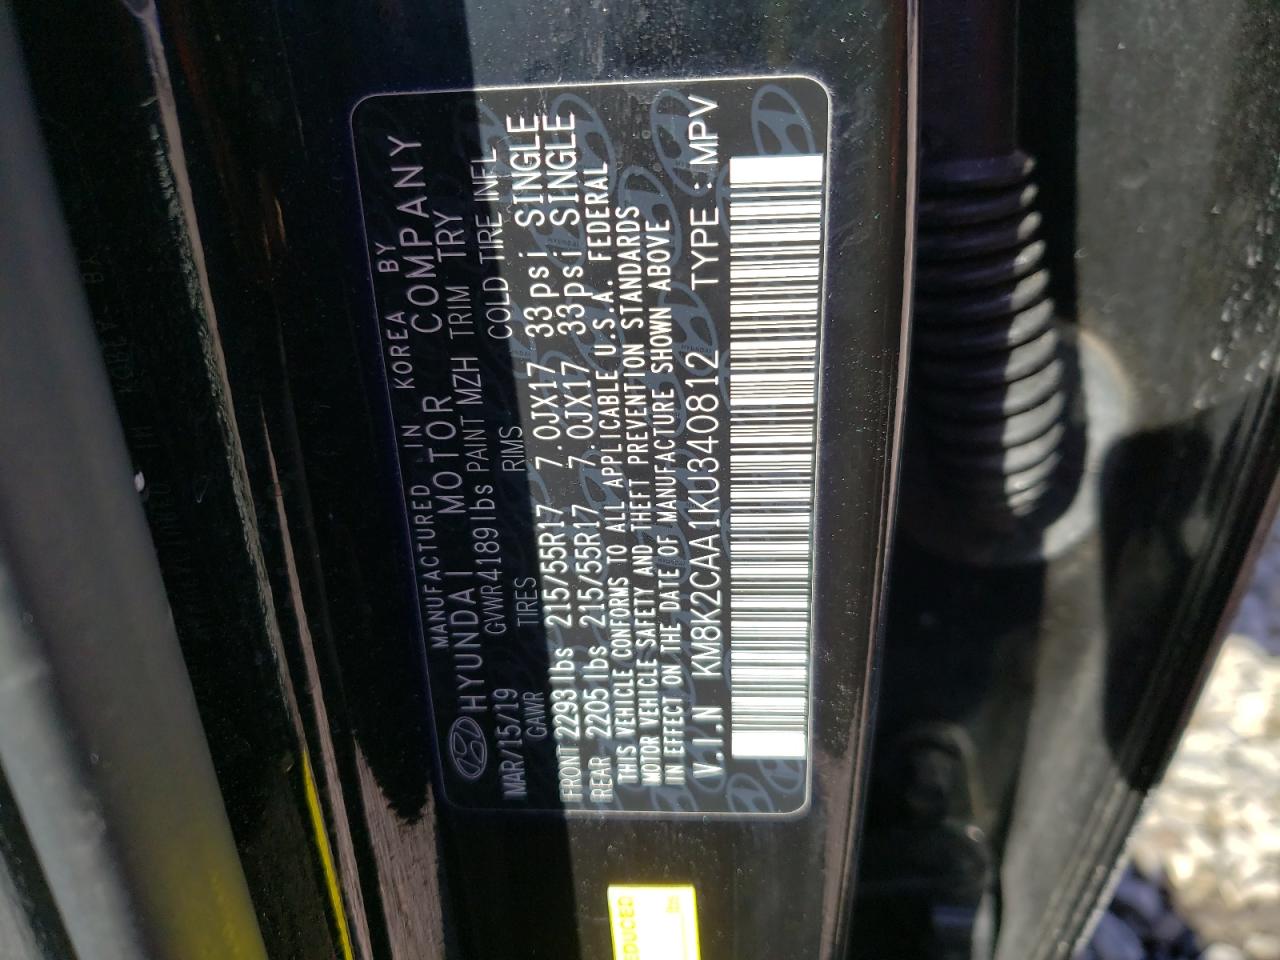 MANUFACTURED IN KOREA BY
HYUNDAI MOTOR COMPANY
GVWR 4189lbs PAINT MZH TRIM TRY
MAR/15/19 TIRES RIMS COLD TIRE INFL
GAWR
FRONT 2293lbs 215/55R17 7.0JX17 33psi SINGLE
REAR 2205lbs 215/55R17 7.0JX17 33psi SINGLE
THIS VEHICLE CONFORMS TO ALL APPLICABLE U.S.A. FEDERAL
MOTOR VEHICLE SAFETY AND THEFT PREVENTION STANDARDS
IN EFFECT ON THE DATE OF MANUFACTURE SHOWN ABOVE
V.I.N KM8K2CAA1KU340812 TYPE : MPV